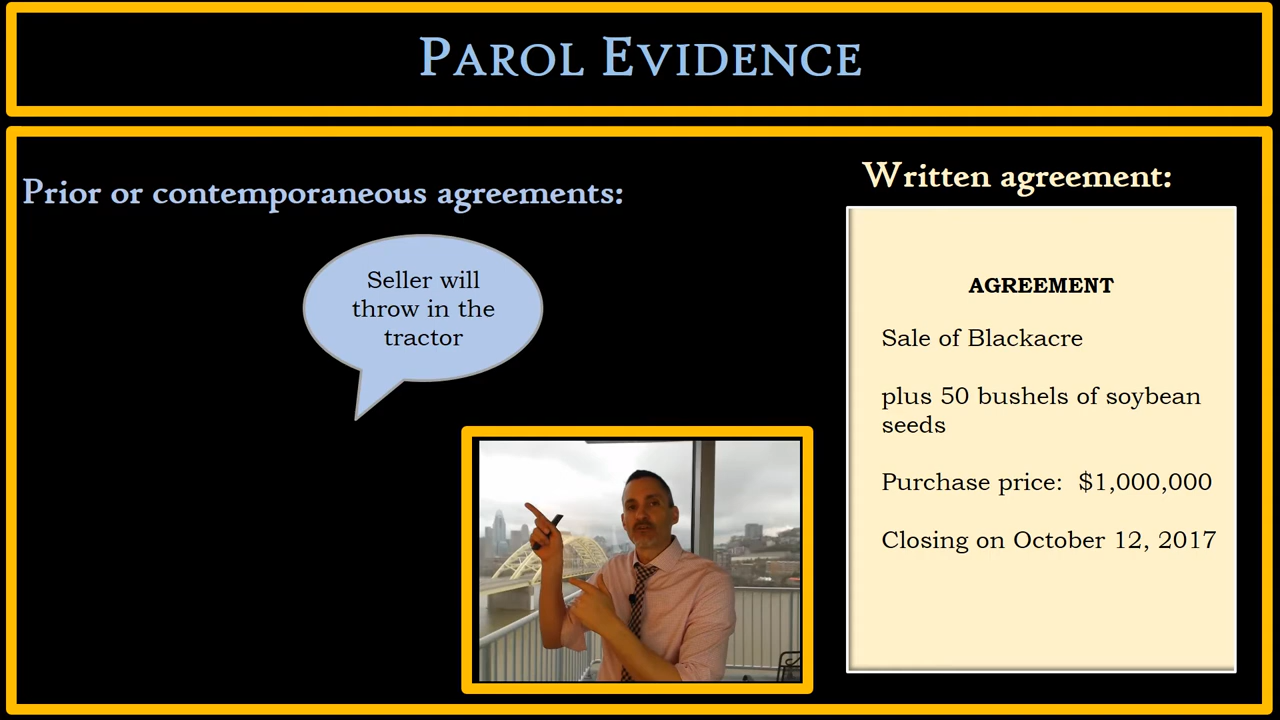 PAROL EVIDENCE
Prior or contemporaneous agreements:
Seller will
throw in the
tractor
Written agreement:
AGREEMENT
Sale of Blackacre
plus 50 bushels of soybean
seeds
Purchase price: $1,000,000
Closing on October 12, 2017